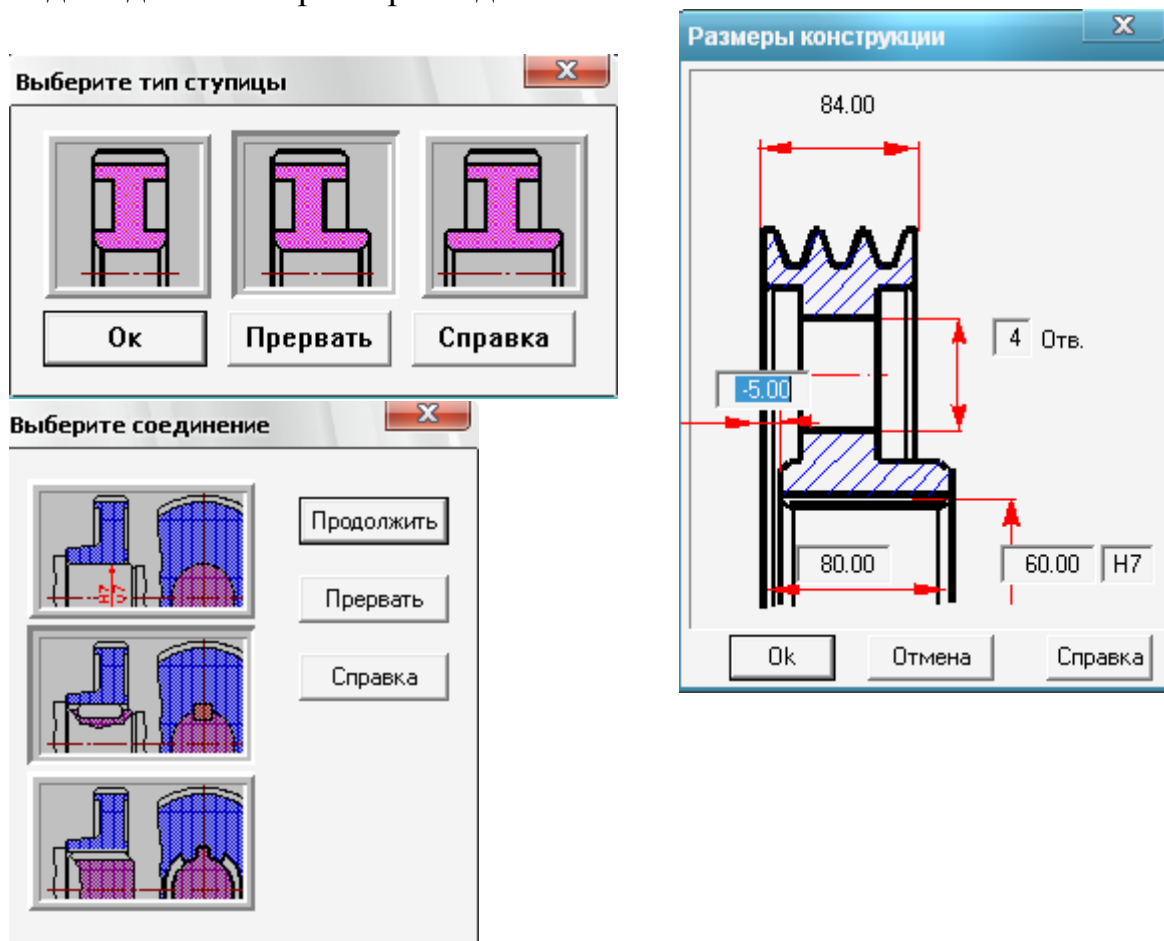 Выберите тип ступицы
Ок Прервать Справка
Выберите соединение
Продолжить
Прервать
Справка
H7
Размеры конструкции
84.00
4 Отв.
-5.00
80.00 60.00 H7
Ok Отмена Справка